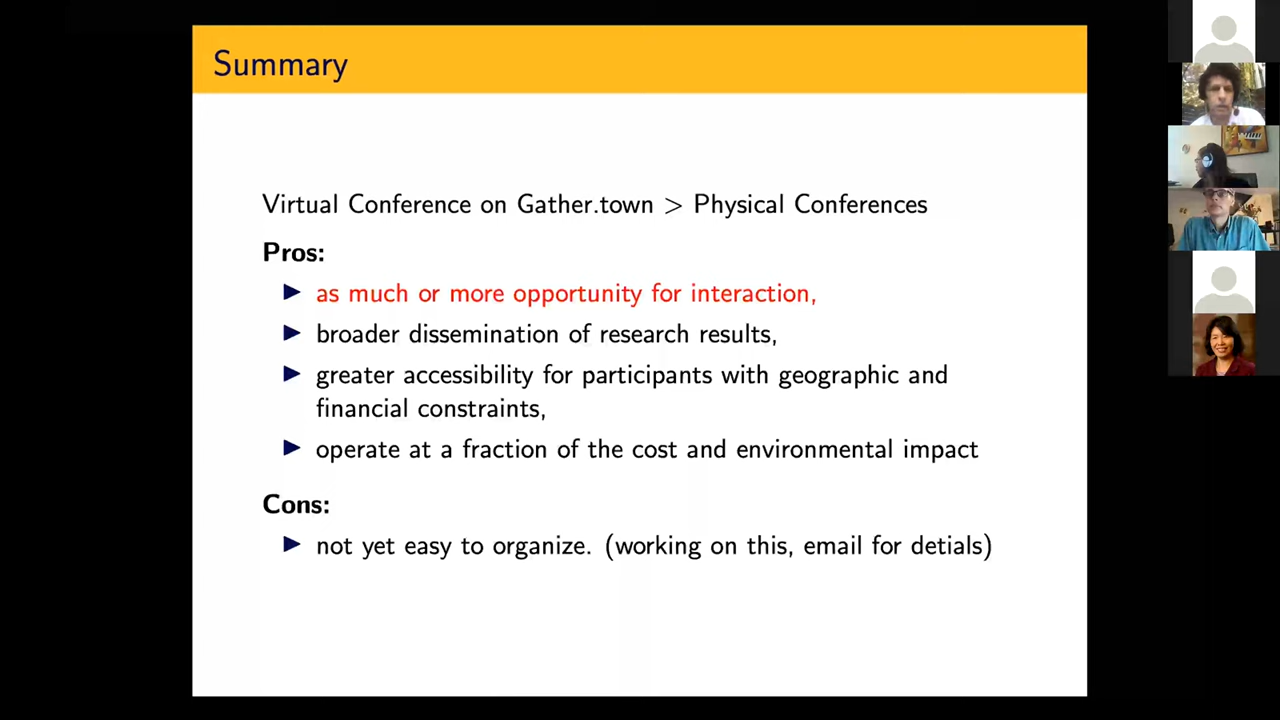 Summary
Virtual Conference on Gather.town > Physical Conferences
Pros:
▶ as much or more opportunity for interaction,
▶ broader dissemination of research results,
▶ greater accessibility for participants with geographic and
financial constraints,
▶ operate at a fraction of the cost and environmental impact
Cons:
▶ not yet easy to organize. (working on this, email for detials)